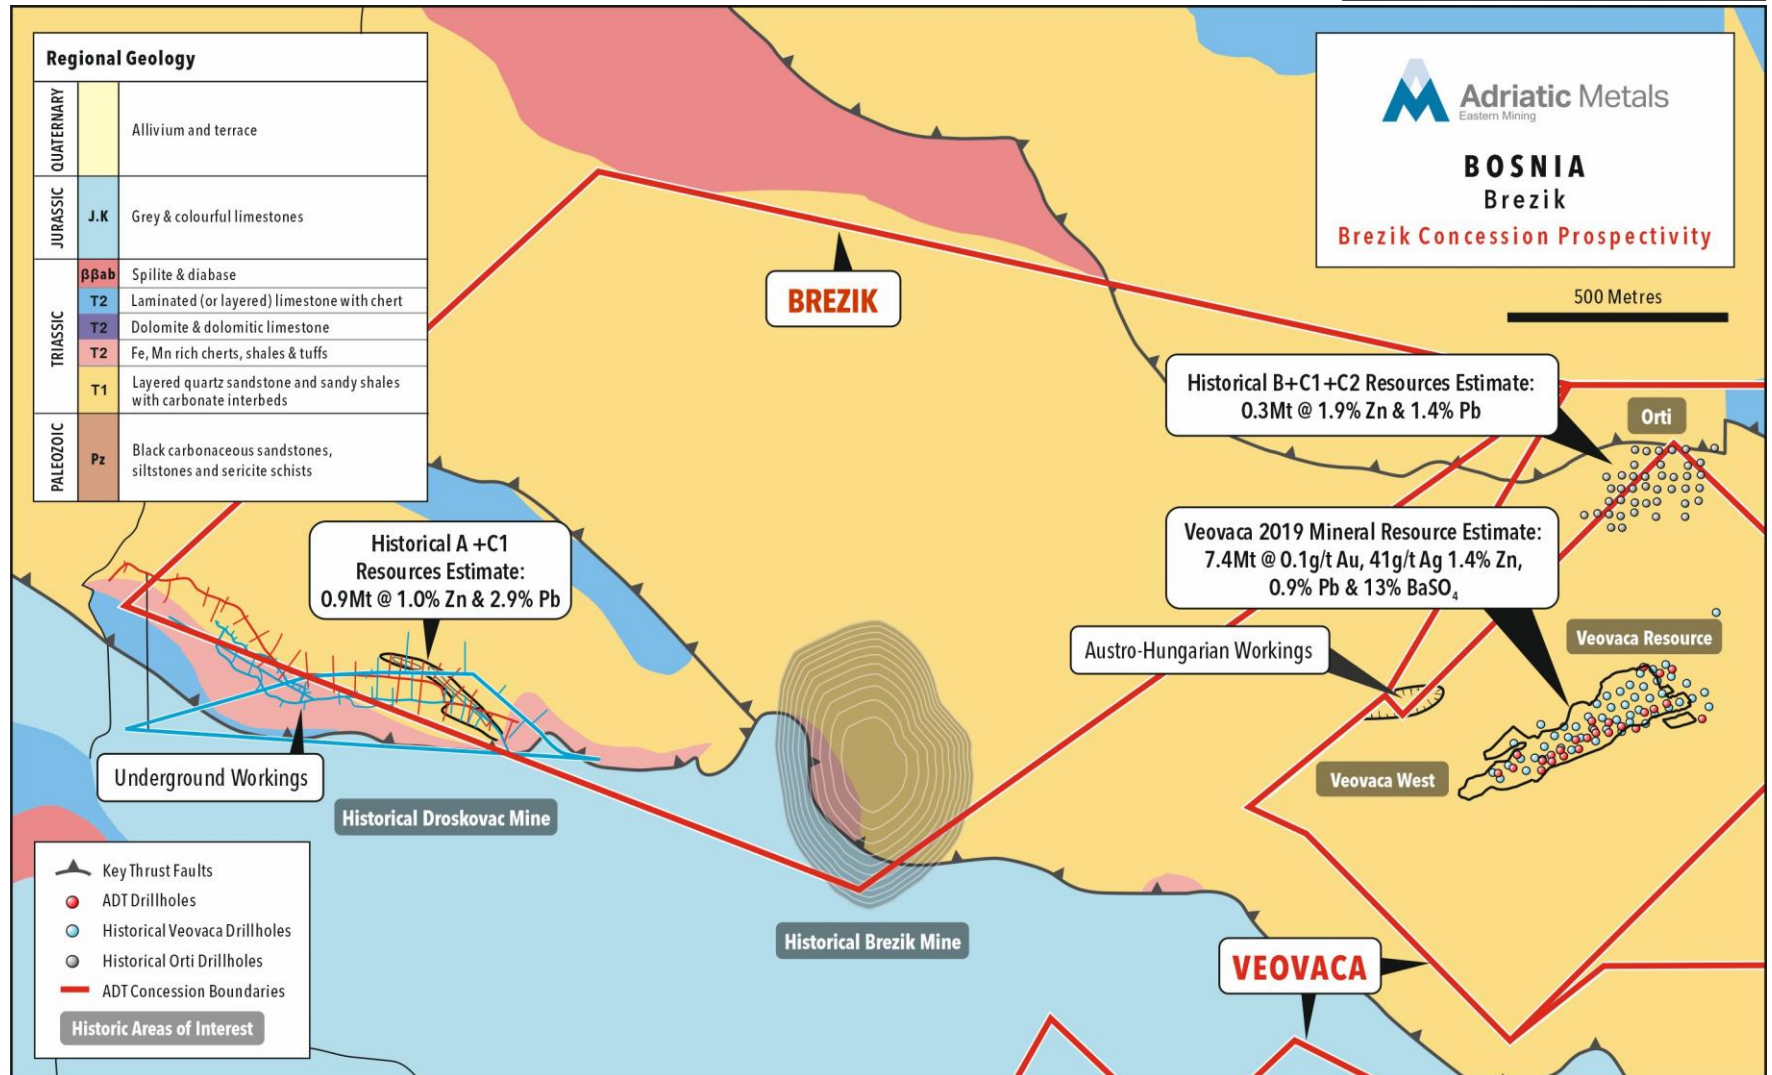 Regional Geology
QUATERNARY
Allivium and terrace
JURASSIC
J.K
Grey & colourful limestones
TRIASSIC
ββab
Spilite & diabase
T2
Laminated (or layered) limestone with chert
T2
Dolomite & dolomitic limestone
T2
Fe, Mn rich cherts, shales & tuffs
T1
Layered quartz sandstone and sandy shales
with carbonate interbeds
PALEOZOIC
Pz
Black carbonaceous sandstones,
siltstones and sericite schists
Adriatic Metals
Eastern Mining
BOSNIA
Brezik
Brezik Concession Prospectivity
500 Metres
BREZIK
Historical B+C1+C2 Resources Estimate:
0.3Mt @ 1.9% Zn & 1.4% Pb
Orti
Historical A +C1
Resources Estimate:
0.9Mt @ 1.0% Zn & 2.9% Pb
Veovaca 2019 Mineral Resource Estimate:
7.4Mt @ 0.1g/t Au, 41g/t Ag 1.4% Zn,
0.9% Pb & 13% BaSO₄
Austro-Hungarian Workings
Veovaca Resource
Veovaca West
Underground Workings
Historical Droskovac Mine
Historical Brezik Mine
VEOVACA
Key Thrust Faults
ADT Drillholes
Historical Veovaca Drillholes
Historical Orti Drillholes
ADT Concession Boundaries
Historic Areas of Interest